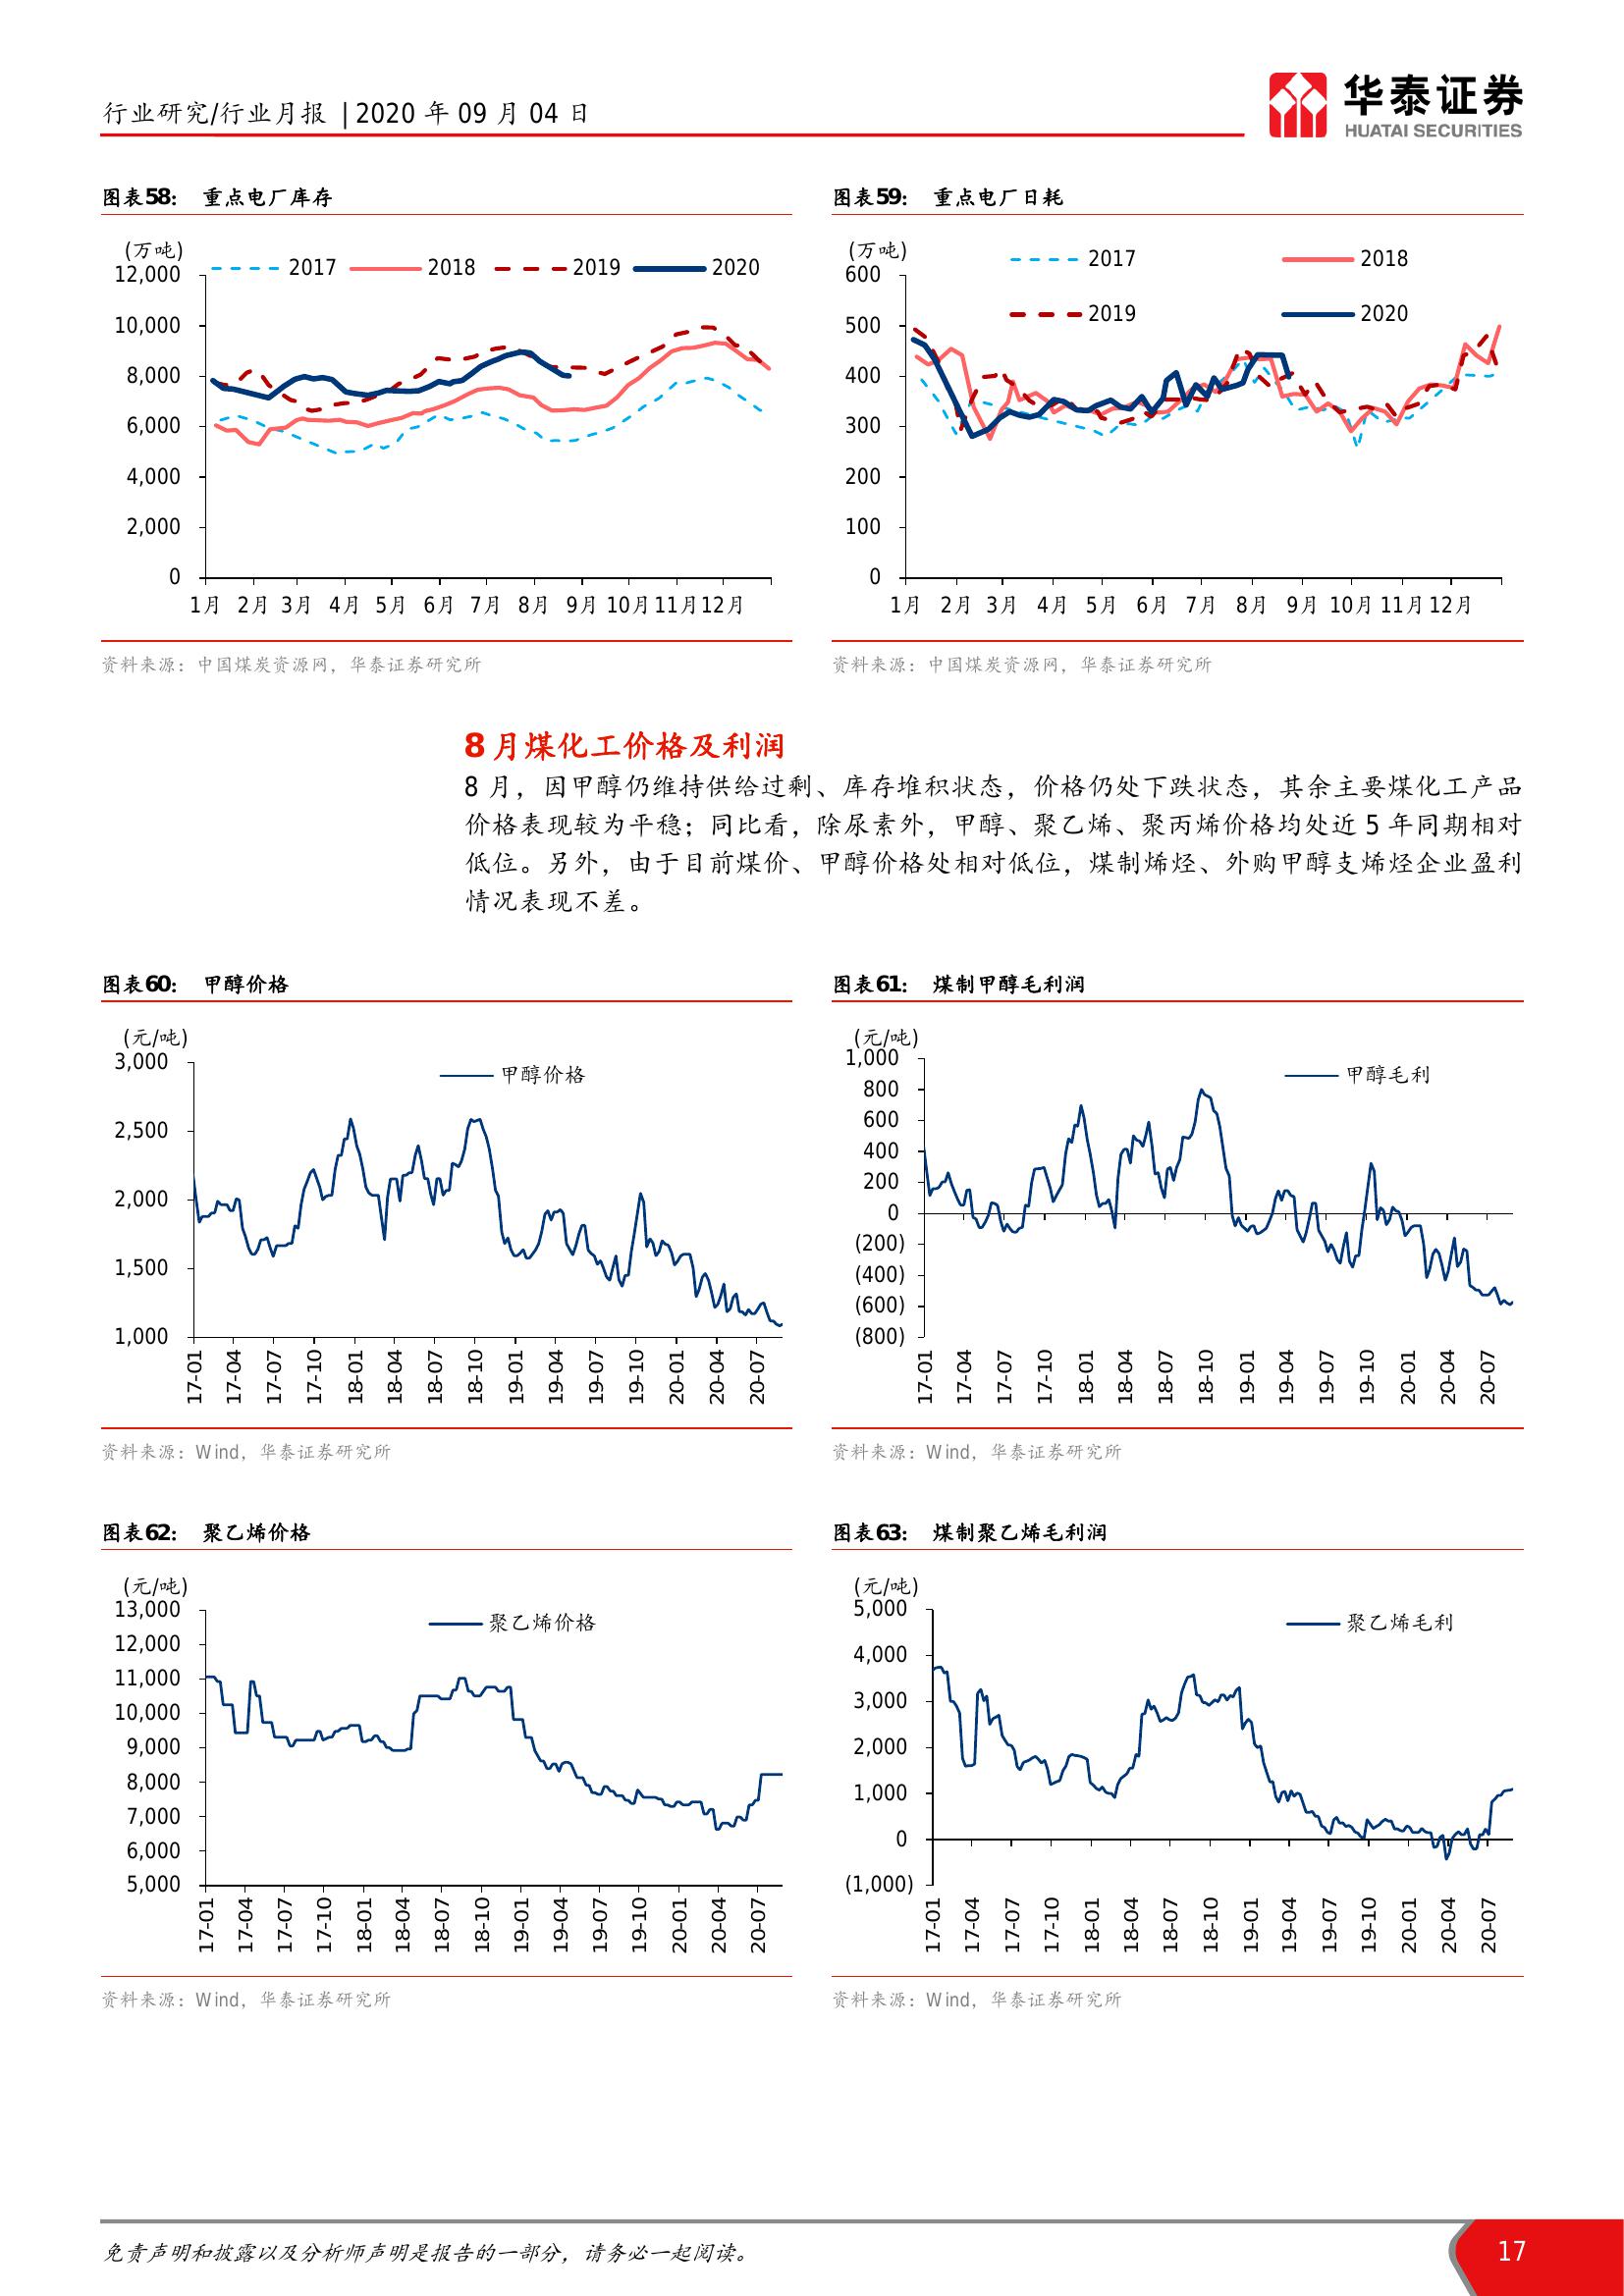 行业研究/行业月报 | 2020 年 09 月 04 日
华泰证券
HUATAI SECURITIES
图表58: 重点电厂库存
(万吨)
2017 2018 2019 2020
12,000
10,000
8,000
6,000
4,000
2,000
0
1月 2月 3月 4月 5月 6月 7月 8月 9月 10月 11月 12月
资料来源：中国煤炭资源网，华泰证券研究所
图表59: 重点电厂日耗
(万吨)
2017 2018
2019 2020
600
500
400
300
200
100
0
1月 2月 3月 4月 5月 6月 7月 8月 9月 10月 11月 12月
资料来源：中国煤炭资源网，华泰证券研究所
8 月煤化工价格及利润
8 月，因甲醇仍维持供给过剩、库存堆积状态，价格仍处下跌状态，其余主要煤化工产品
价格表现较为平稳；同比看，除尿素外，甲醇、聚乙烯、聚丙烯价格均处近 5 年同期相对
低位。另外，由于目前煤价、甲醇价格处相对低位，煤制烯烃、外购甲醇支烯烃企业盈利
情况表现不差。
图表60: 甲醇价格
(元/吨)
甲醇价格
3,000
2,500
2,000
1,500
1,000
17-01 17-04 17-07 17-10 18-01 18-04 18-07 18-10 19-01 19-04 19-07 19-10 20-01 20-04 20-07
资料来源：Wind，华泰证券研究所
图表61: 煤制甲醇毛利润
(元/吨)
甲醇毛利
1,000
800
600
400
200
0
(200)
(400)
(600)
(800)
17-01 17-04 17-07 17-10 18-01 18-04 18-07 18-10 19-01 19-04 19-07 19-10 20-01 20-04 20-07
资料来源：Wind，华泰证券研究所
图表62: 聚乙烯价格
(元/吨)
聚乙烯价格
13,000
12,000
11,000
10,000
9,000
8,000
7,000
6,000
5,000
17-01 17-04 17-07 17-10 18-01 18-04 18-07 18-10 19-01 19-04 19-07 19-10 20-01 20-04 20-07
资料来源：Wind，华泰证券研究所
图表63: 煤制聚乙烯毛利润
(元/吨)
聚乙烯毛利
5,000
4,000
3,000
2,000
1,000
0
(1,000)
17-01 17-04 17-07 17-10 18-01 18-04 18-07 18-10 19-01 19-04 19-07 19-10 20-01 20-04 20-07
资料来源：Wind，华泰证券研究所
免责声明和披露以及分析师声明是报告的一部分，请务必一起阅读。
17